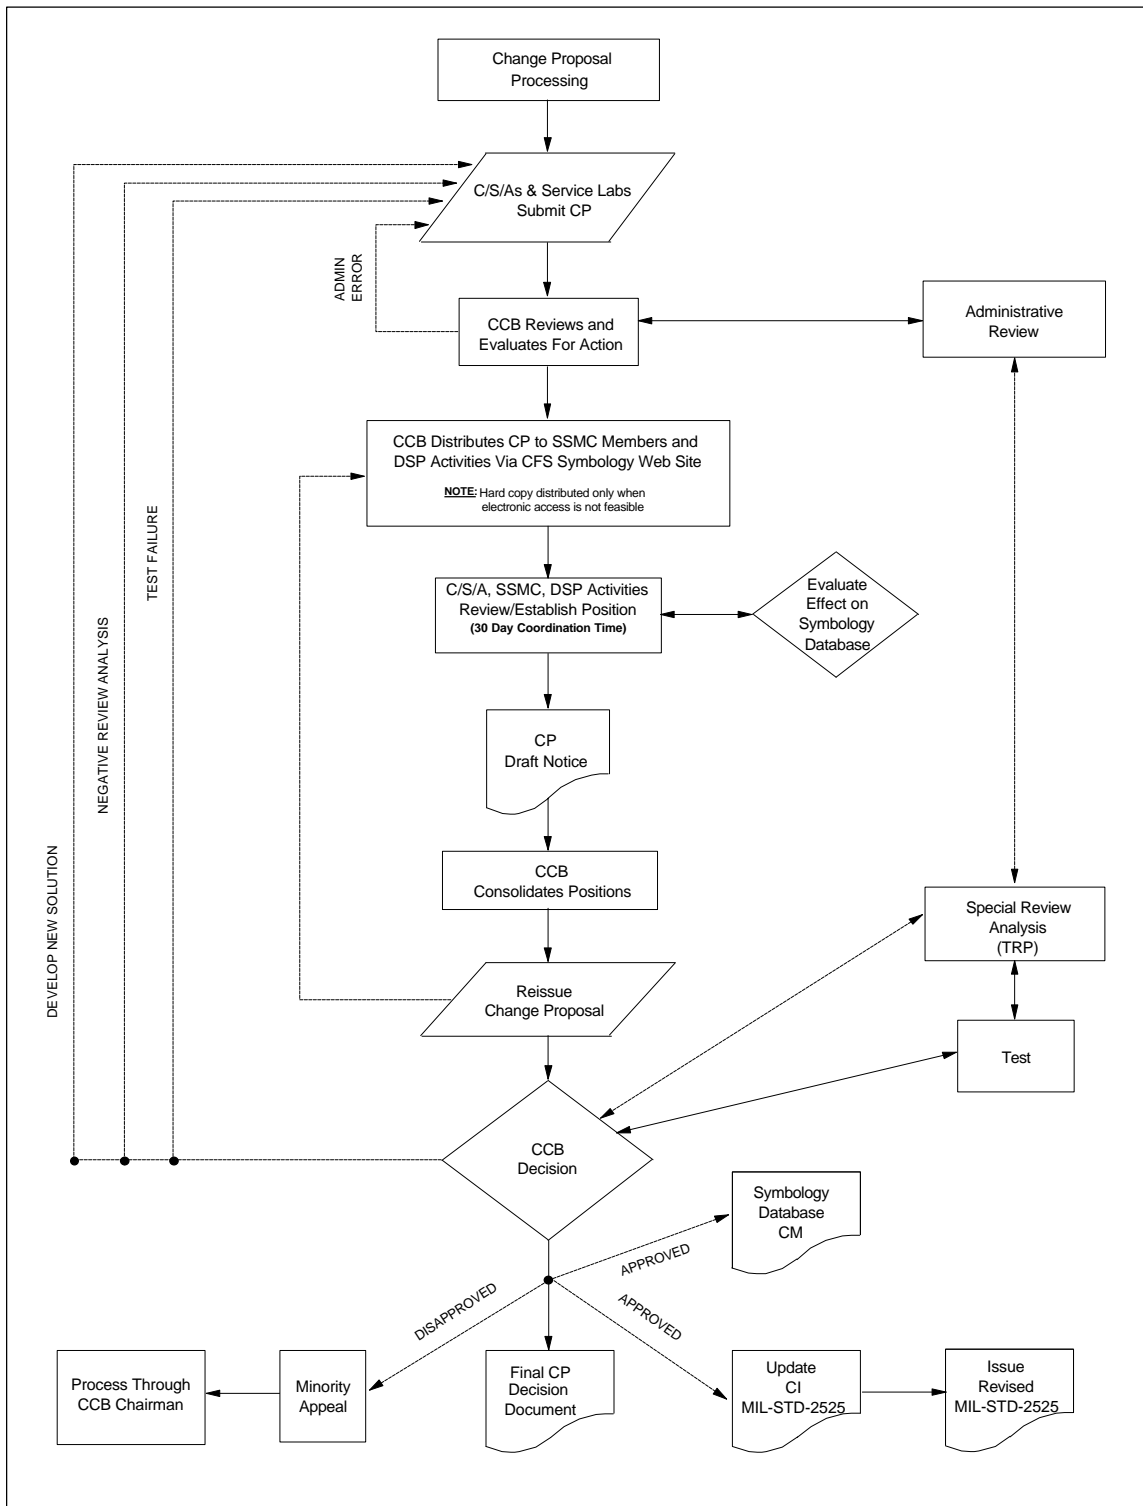 Change Proposal
Processing
C/S/As & Service Labs
Submit CP
ADMIN
ERROR
CCB Reviews and
Evaluates For Action
Administrative
Review
CCB Distributes CP to SSMC Members and
DSP Activities Via CFS Symbology Web Site
NOTE: Hard copy distributed only when
electronic access is not feasible
TEST FAILURE
NEGATIVE REVIEW ANALYSIS
DEVELOP NEW SOLUTION
C/S/A, SSMC, DSP Activities
Review/Establish Position
(30 Day Coordination Time)
Evaluate
Effect on
Symbology
Database
CP
Draft Notice
CCB
Consolidates Positions
Special Review
Analysis
(TRP)
Reissue
Change Proposal
Test
CCB
Decision
Symbology
Database
CM
APPROVED
DISAPPROVED
APPROVED
Process Through
CCB Chairman
Minority
Appeal
Final CP
Decision
Document
Update
CI
MIL-STD-2525
Issue
Revised
MIL-STD-2525